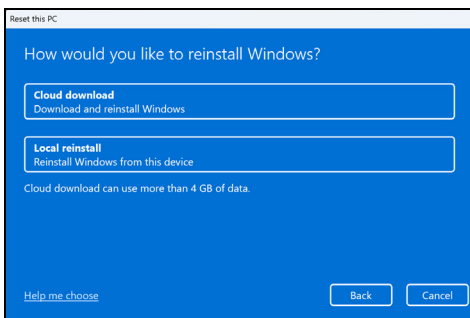 Reset this PC
How would you like to reinstall Windows?
Cloud download
Download and reinstall Windows
Local reinstall
Reinstall Windows from this device
Cloud download can use more than 4 GB of data.
Help me choose
Back
Cancel